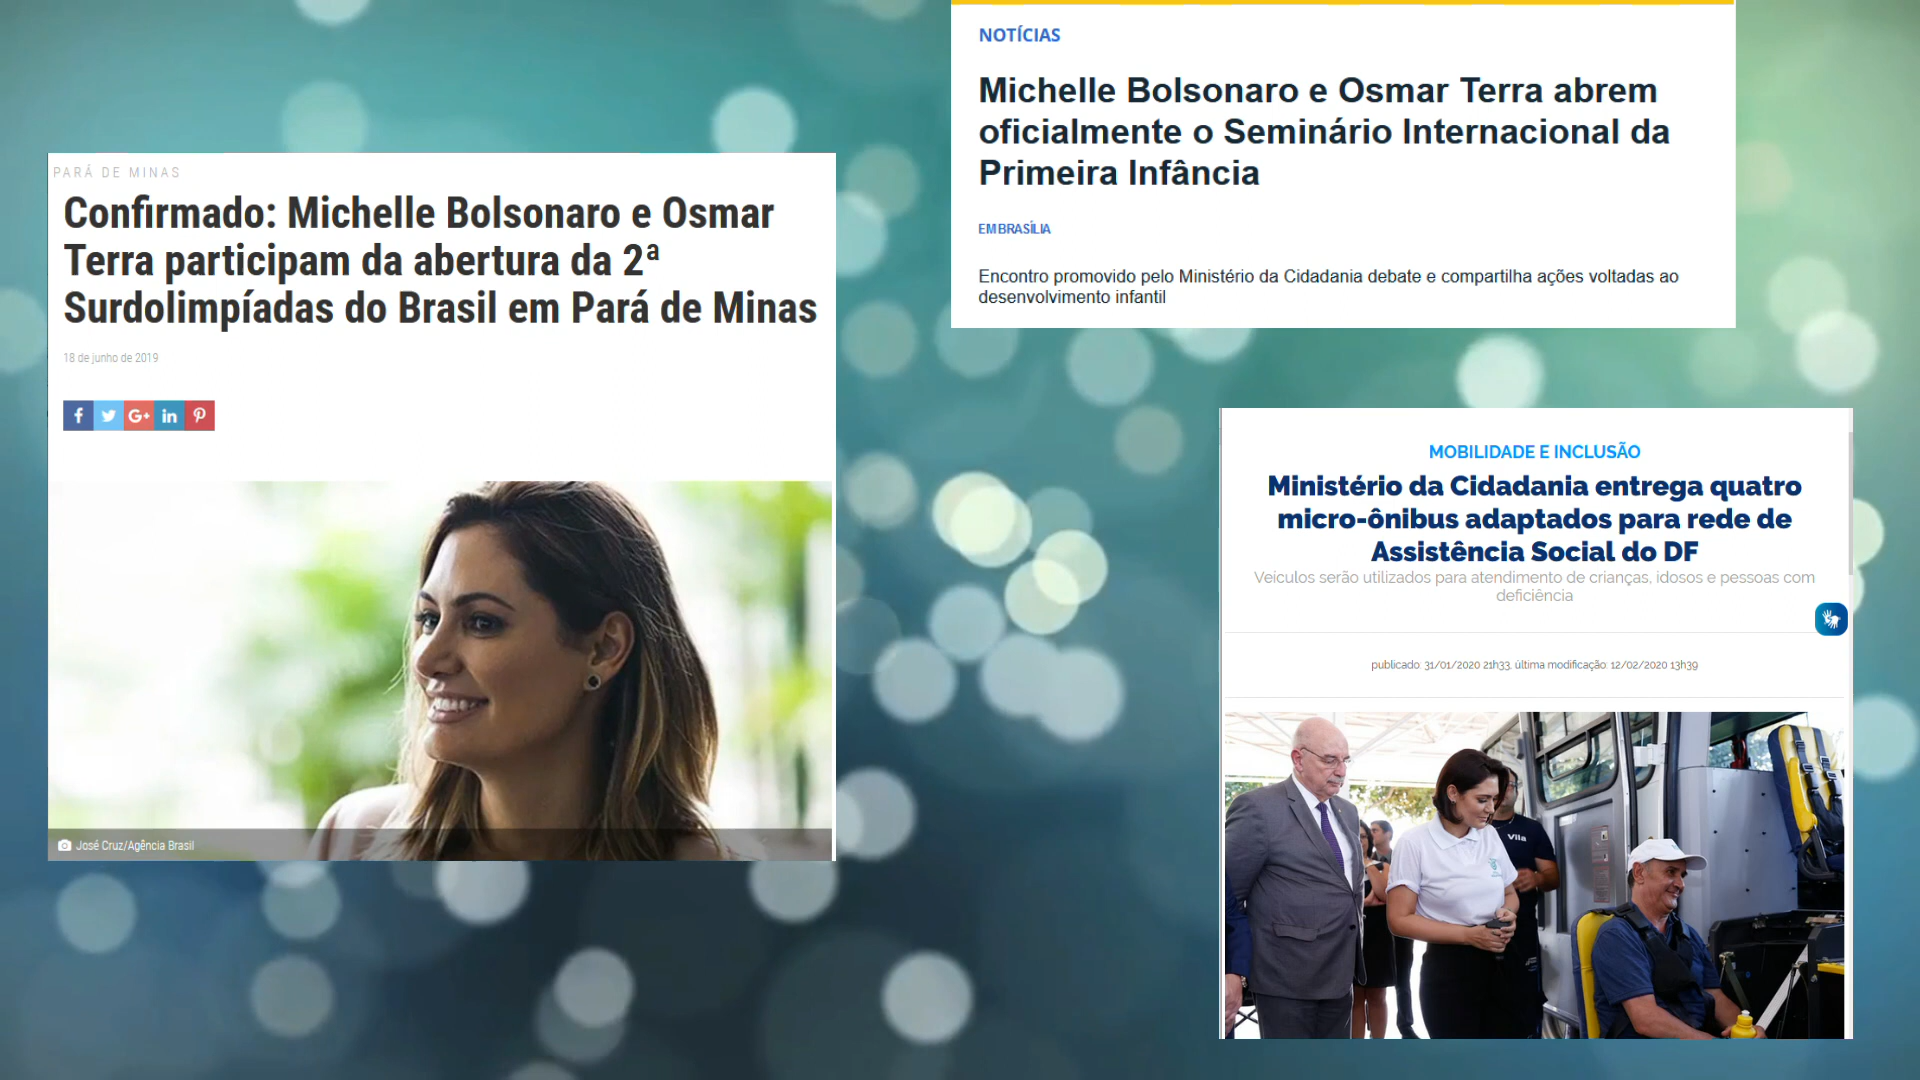 PARÁ DE MINAS
Confirmado: Michelle Bolsonaro e Osmar
Terra participam da abertura da 2ª
Surdolimpíadas do Brasil em Pará de Minas
18 de junho de 2019
José Cruz/Agência Brasil
NOTÍCIAS
Michelle Bolsonaro e Osmar Terra abrem
oficialmente o Seminário Internacional da
Primeira Infância
EM BRASÍLIA
Encontro promovido pelo Ministério da Cidadania debate e compartilha ações voltadas ao
desenvolvimento infantil
MOBILIDADE E INCLUSÃO
Ministério da Cidadania entrega quatro
micro-ônibus adaptados para rede de
Assistência Social do DF
Veículos serão utilizados para atendimento de crianças, idosos e pessoas com
deficiência
publicado: 31/01/2020 21h33, última modificação: 12/02/2020 13h39
Vila